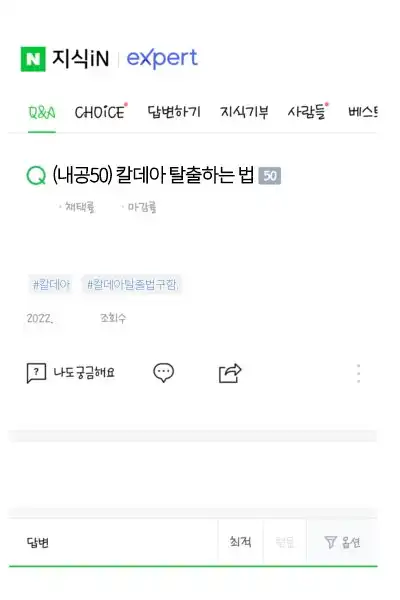 N 지식iN expert
Q&A CHOiCE 답변하기 지식기부 사람들 베스트
Q (내공50) 칼데아 탈출하는 법 50
· 채택률 · 마감률
#칼데아 #칼데아탈출법구함.
2022. 조회수
? 나도 궁금해요
답변 최적 옵션